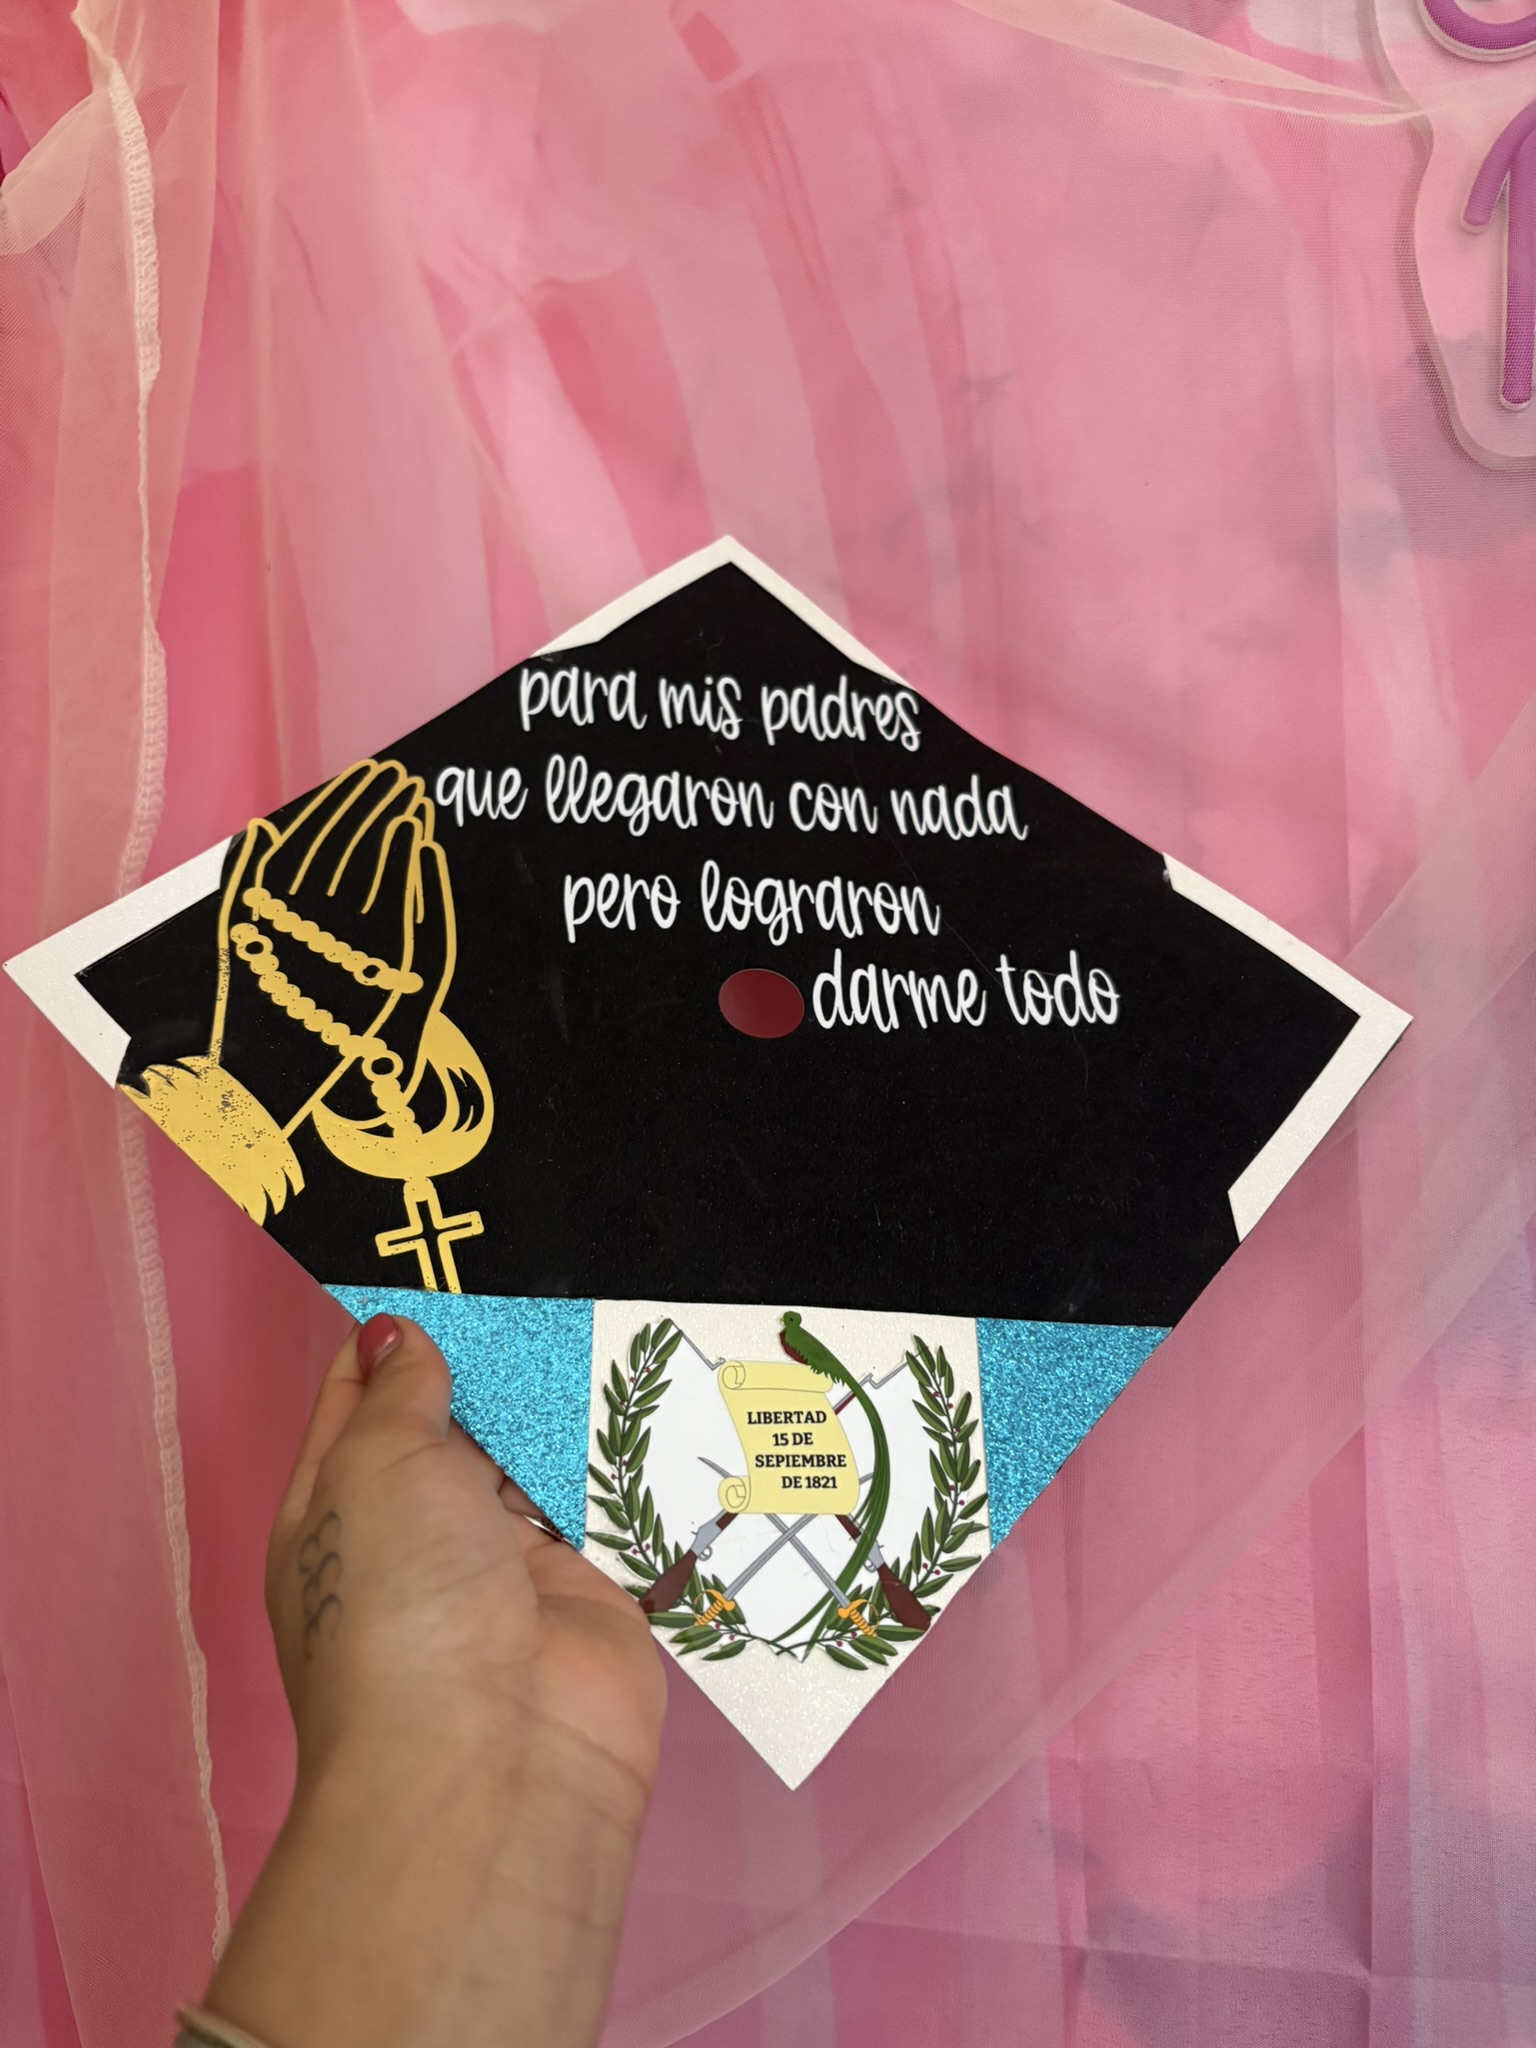 para mis padres
que llegaron con nada
pero lograron
darme todo
LIBERTAD
15 DE
SEPIEMBRE
DE 1821